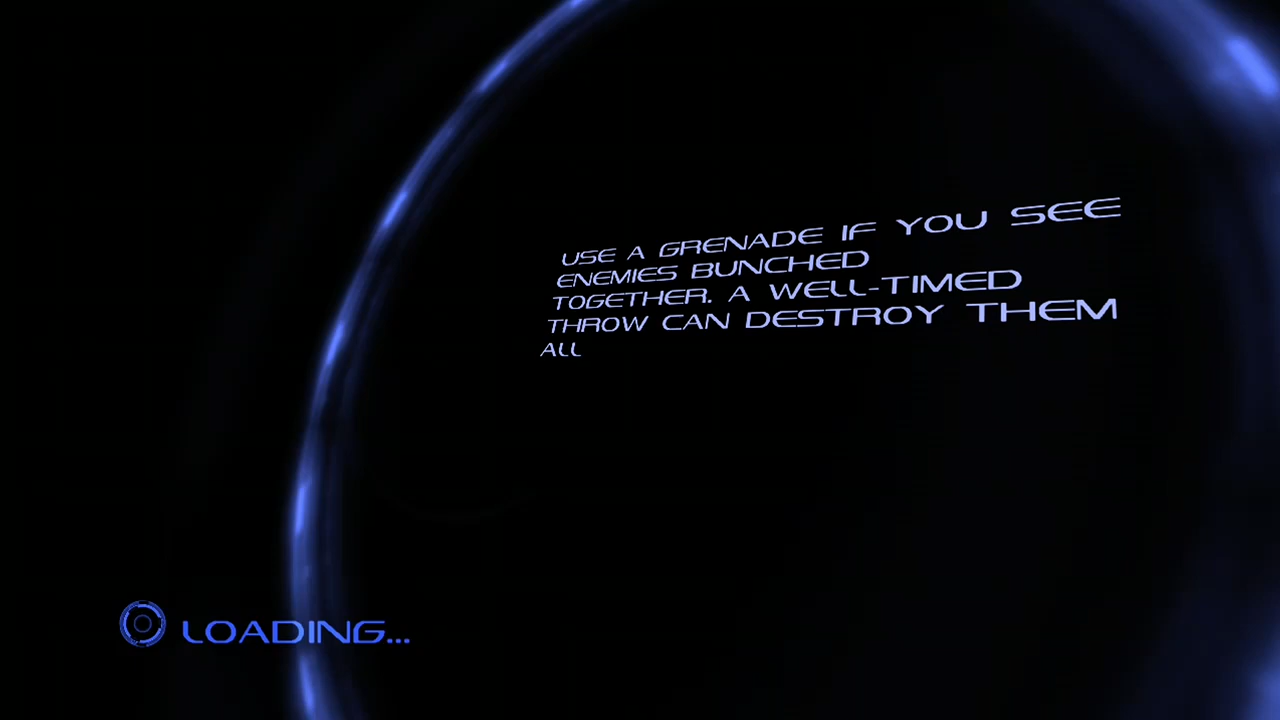 USE A GRENADE IF YOU SEE
ENEMIES BUNCHED
TOGETHER. A WELL-TIMED
THROW CAN DESTROY THEM
ALL
LOADING...